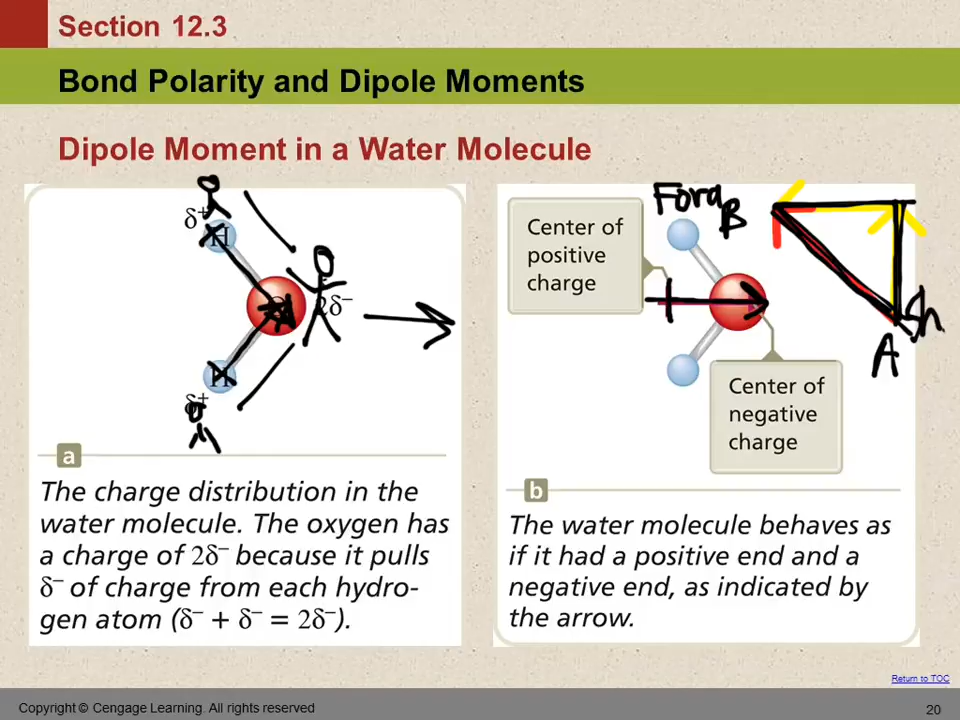 Section 12.3
Bond Polarity and Dipole Moments
Dipole Moment in a Water Molecule
δ+
H
2δ−
H
δ+
a
The charge distribution in the
water molecule. The oxygen has
a charge of 2δ− because it pulls
δ− of charge from each hydro-
gen atom (δ− + δ− = 2δ−).
Center of
positive
charge
B
A
Sh
Center of
negative
charge
b
The water molecule behaves as
if it had a positive end and a
negative end, as indicated by
the arrow.
Return to TOC
Copyright © Cengage Learning. All rights reserved
20